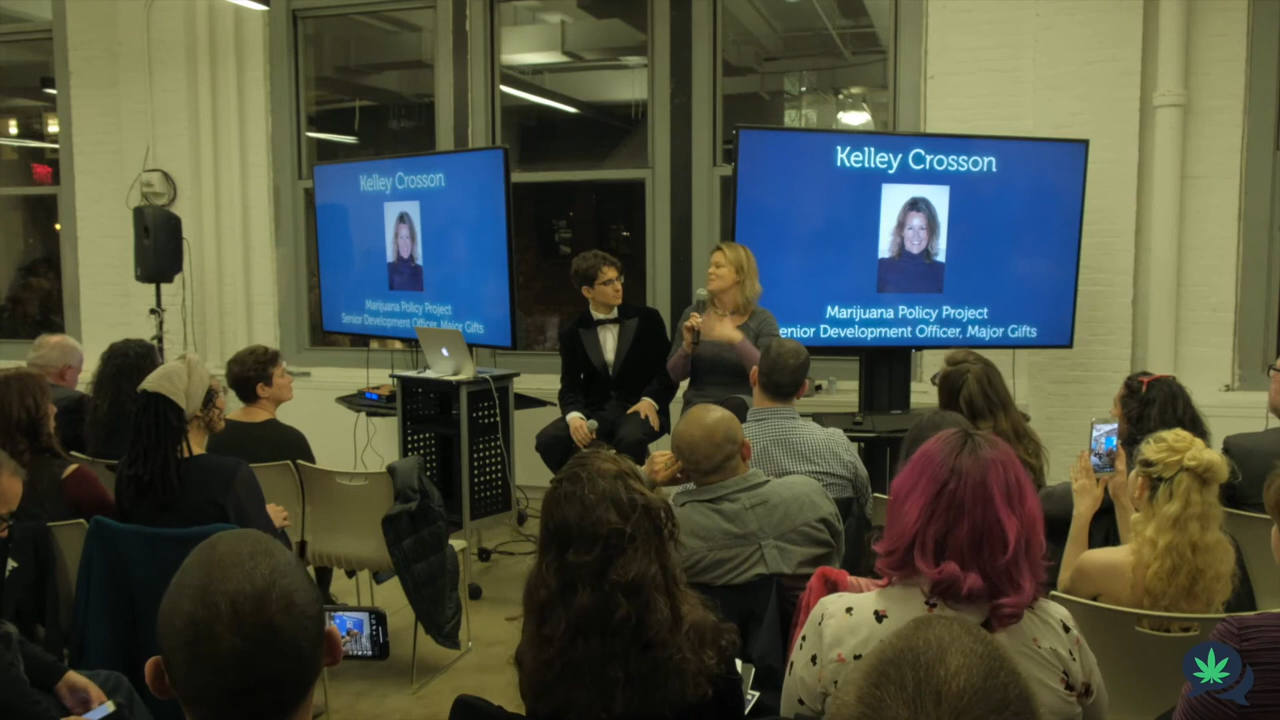 Kelley Crosson
Marijuana Policy Project
Senior Development Officer, Major Gifts
Kelley Crosson
Marijuana Policy Project
enior Development Officer, Major Gifts